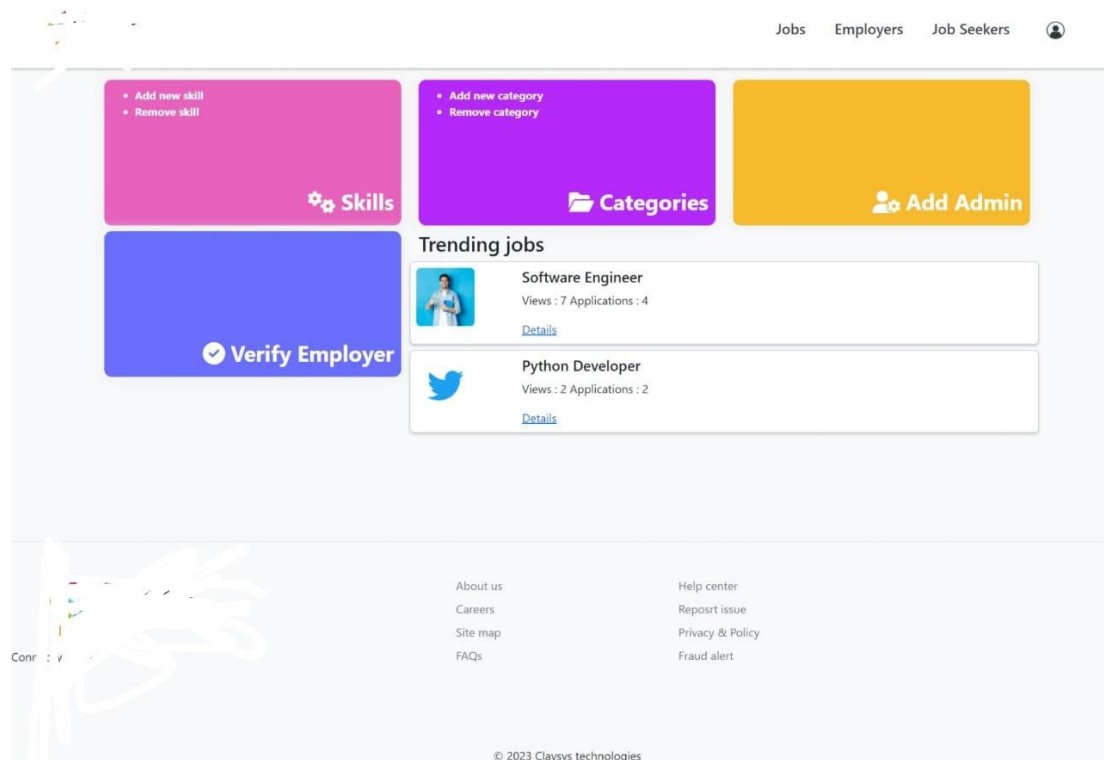 Jobs Employers Job Seekers
• Add new skill
• Remove skill
Skills
• Add new category
• Remove category
Categories
Add Admin
Verify Employer
Trending jobs
Software Engineer
Views : 7 Applications : 4
Details
Python Developer
Views : 2 Applications : 2
Details
About us
Careers
Site map
FAQs
Help center
Reposrt issue
Privacy & Policy
Fraud alert
© 2023 Claysys technologies